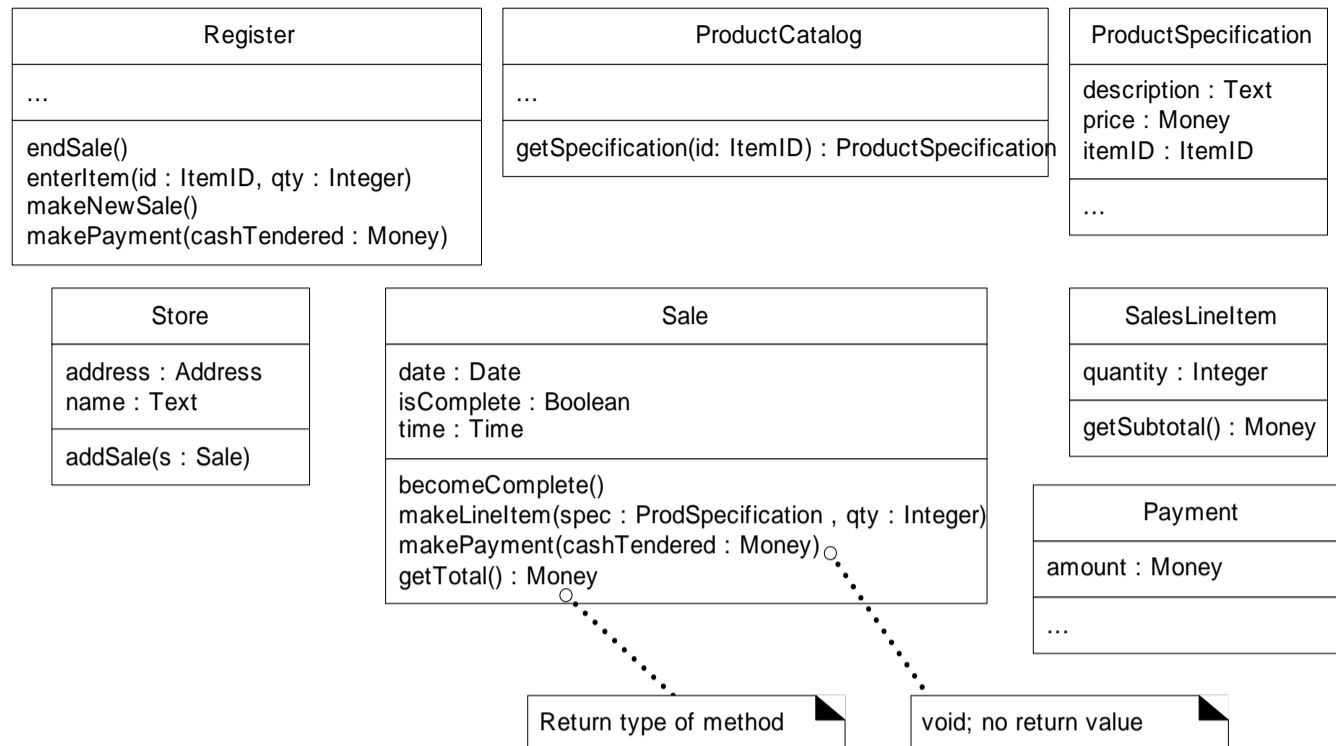 Register
...
endSale()
enterItem(id : ItemID, qty : Integer)
makeNewSale()
makePayment(cashTendered : Money)
ProductCatalog
...
getSpecification(id: ItemID) : ProductSpecification
ProductSpecification
description : Text
price : Money
itemID : ItemID
...
Store
address : Address
name : Text
addSale(s : Sale)
Sale
date : Date
isComplete : Boolean
time : Time
becomeComplete()
makeLineItem(spec : ProdSpecification , qty : Integer)
makePayment(cashTendered : Money)
getTotal() : Money
SalesLineItem
quantity : Integer
getSubtotal() : Money
Payment
amount : Money
...
Return type of method
void; no return value